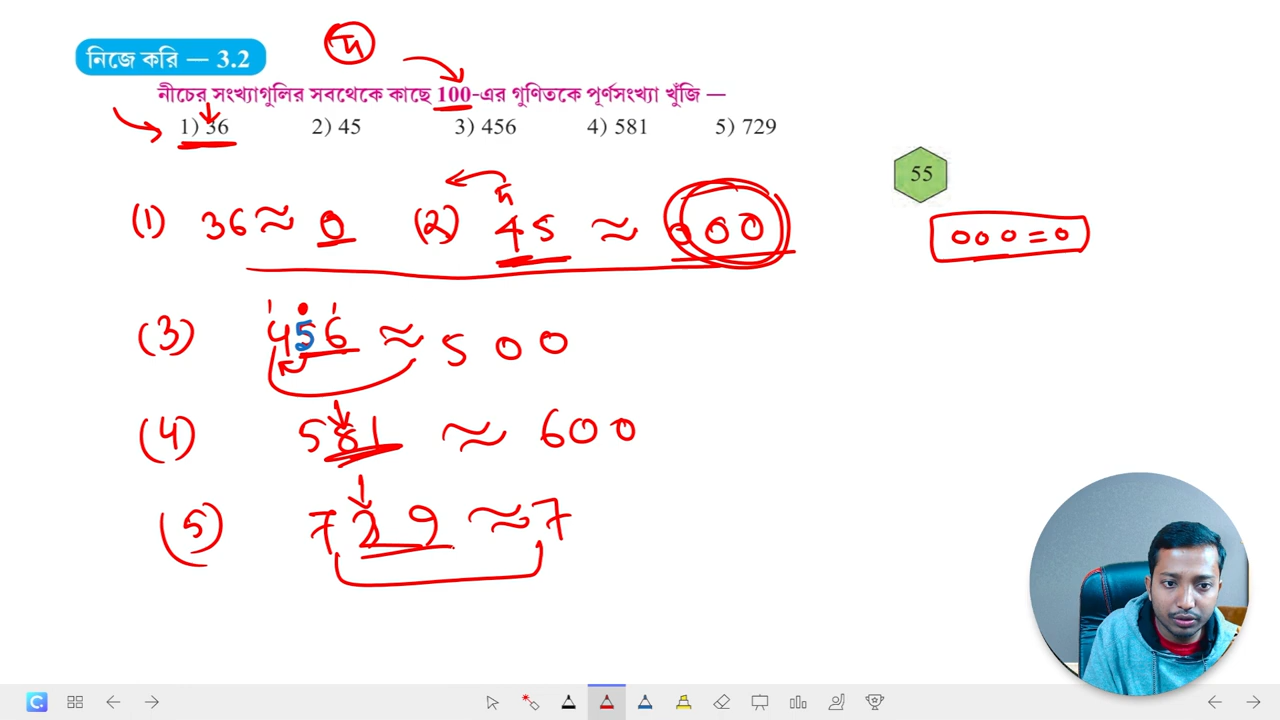 নিজে করি — 3.2
দ
নীচের সংখ্যাগুলির সবথেকে কাছে 100-এর গুণিতকে পূর্ণসংখ্যা খুঁজি —
1) 36 2) 45 3) 456 4) 581 5) 729
55
(1) 36 ≈ 0 (2) 45 ≈ 000
000 = 0
(3) 456 ≈ 500
(4) 581 ≈ 600
(5) 729 ≈ 7